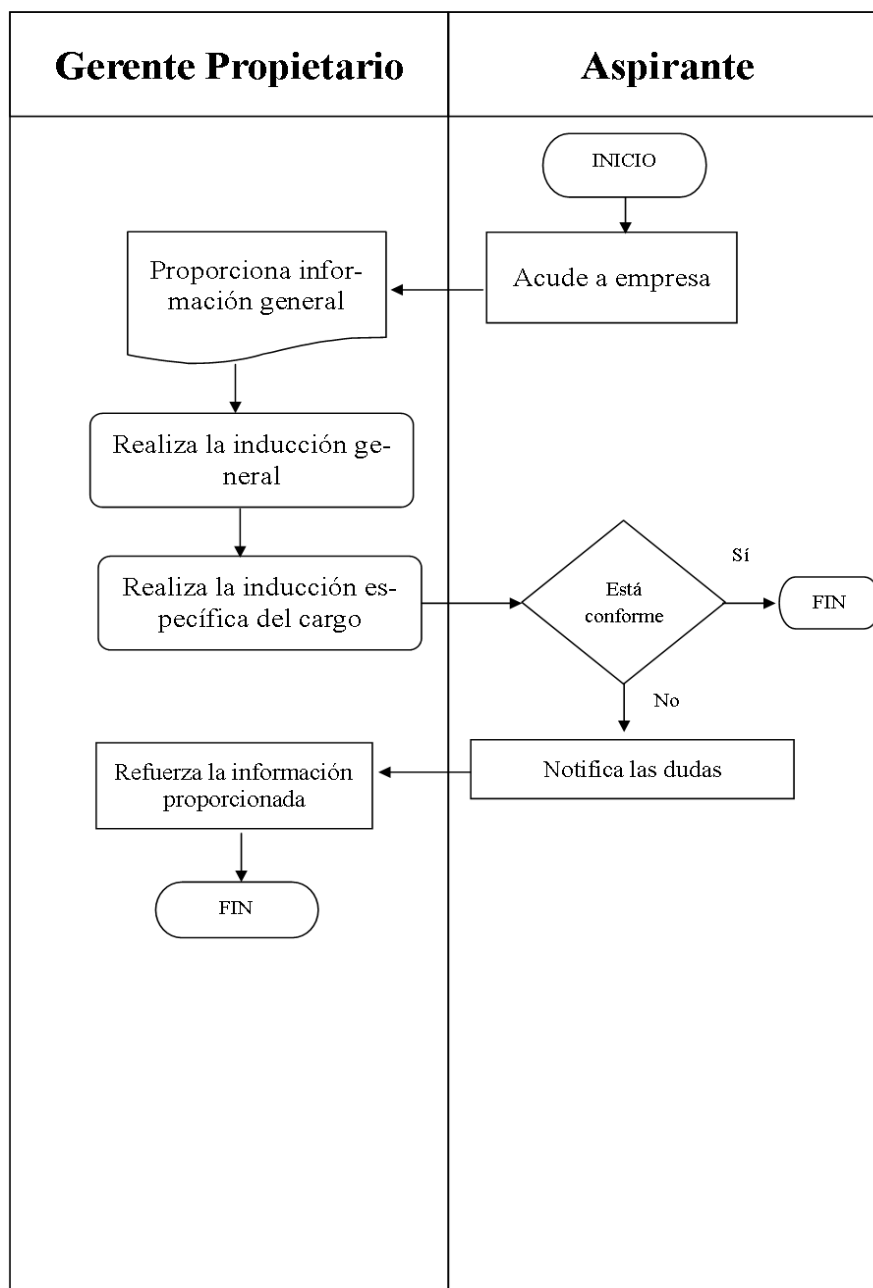 Gerente Propietario
Aspirante
INICIO
Acude a empresa
Proporciona infor-
mación general
Realiza la inducción ge-
neral
Realiza la inducción es-
pecífica del cargo
Está
conforme
Sí
FIN
No
Notifica las dudas
Refuerza la información
proporcionada
FIN